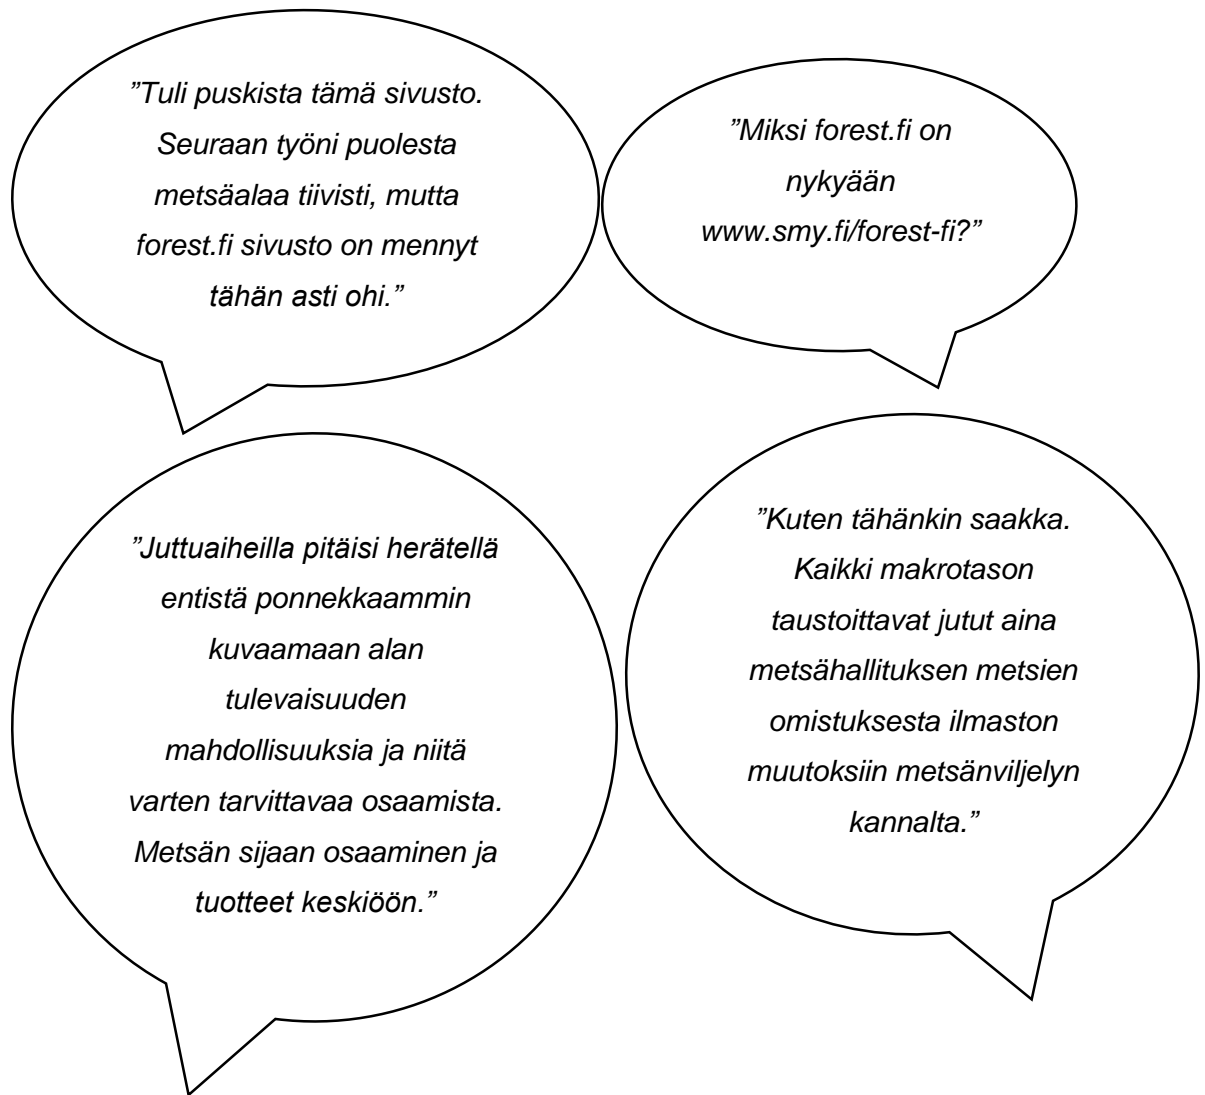 ”Tuli puskista tämä sivusto.
Seuraan työni puolesta
metsäalaa tiivisti, mutta
forest.fi sivusto on mennyt
tähän asti ohi.”
”Miksi forest.fi on
nykyään
www.smy.fi/forest-fi?”
”Juttuaiheilla pitäisi herätellä
entistä ponnekkaammin
kuvaamaan alan
tulevaisuuden
mahdollisuuksia ja niitä
varten tarvittavaa osaamista.
Metsän sijaan osaaminen ja
tuotteet keskiöön.”
”Kuten tähänkin saakka.
Kaikki makrotason
taustoittavat jutut aina
metsähallituksen metsien
omistuksesta ilmaston
muutoksiin metsänviljelyn
kannalta.”